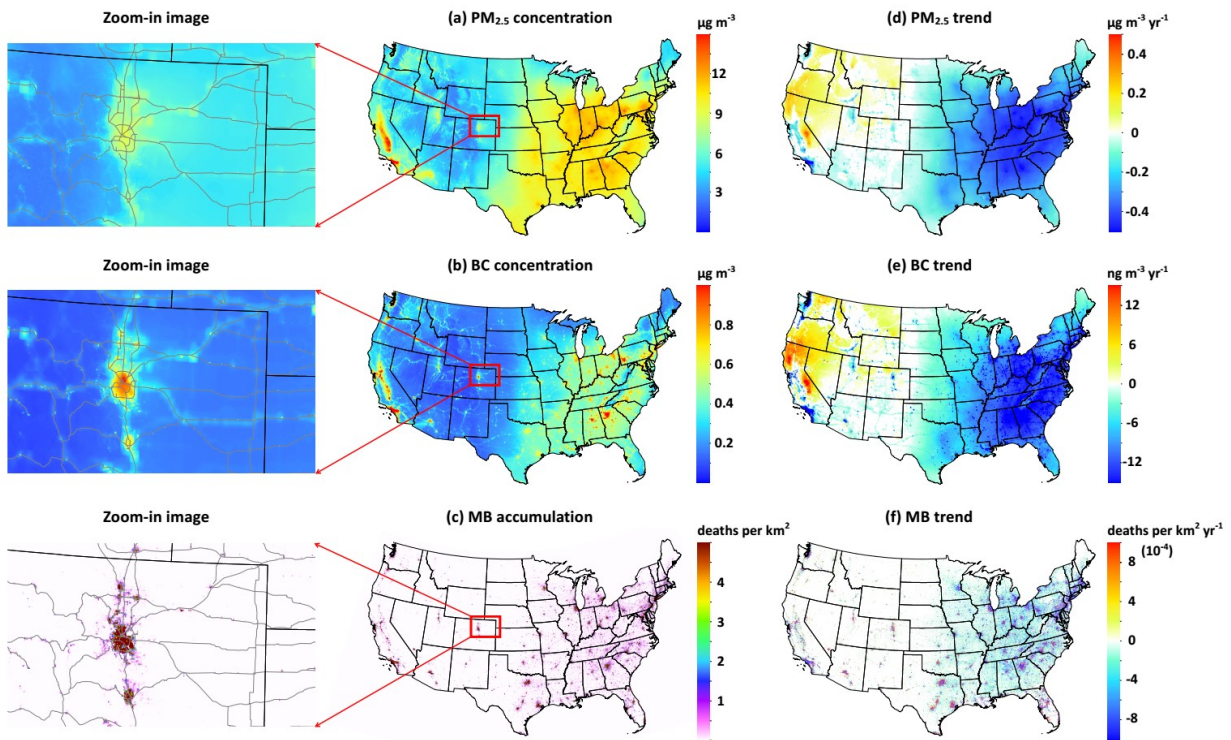 Zoom-in image
(a) PM2.5 concentration
µg m-3
(d) PM2.5 trend
µg m-3 yr-1
12
9
6
3
0.4
0.2
0
-0.2
-0.4
Zoom-in image
(b) BC concentration
µg m-3
(e) BC trend
ng m-3 yr-1
0.8
0.6
0.4
0.2
12
6
0
-6
-12
Zoom-in image
(c) MB accumulation
deaths per km2
(f) MB trend
deaths per km2 yr-1
(10-4)
4
3
2
1
0
8
4
0
-4
-8